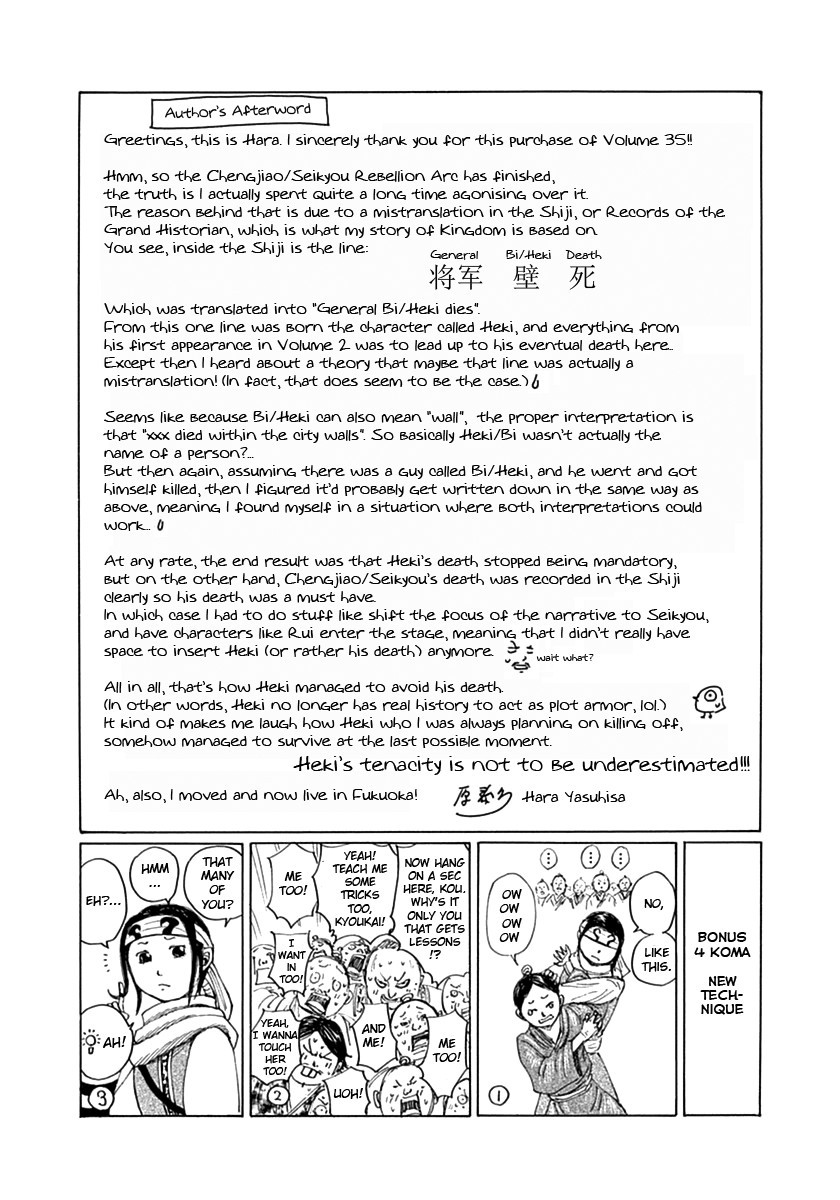 Author's Afterword
Greetings, this is Hara. I sincerely thank you for this purchase of Volume 35!!
Hmm, so the Chengjiao/Seikyou Rebellion Arc has finished,
the truth is I actually spent quite a long time agonising over it.
The reason behind that is due to a mistranslation in the Shiji, or Records of the
Grand Historian, which is what my story of Kingdom is based on.
You see, inside the Shiji is the line:
General Bi/Heki Death
将军 壁 死
Which was translated into "General Bi/Heki dies".
From this one line was born the character called Heki, and everything from
his first appearance in Volume 2 was to lead up to his eventual death here..
Except then I heard about a theory that maybe that line was actually a
mistranslation! (In fact, that does seem to be the case.)
Seems like because Bi/Heki can also mean "wall", the proper interpretation is
that "xxx died within the city walls". So basically Heki/Bi wasn't actually the
name of a person?...
But then again, assuming there was a guy called Bi/Heki, and he went and got
himself killed, then I figured it'd probably get written down in the same way as
above, meaning I found myself in a situation where both interpretations could
work...
At any rate, the end result was that Heki's death stopped being mandatory,
but on the other hand, Chengjiao/Seikyou's death was recorded in the Shiji
clearly so his death was a must have.
In which case I had to do stuff like shift the focus of the narrative to Seikyou,
and have characters like Rui enter the stage, meaning that I didn't really have
space to insert Heki (or rather his death) anymore.
wait what?
All in all, that's how Heki managed to avoid his death.
(In other words, Heki no longer has real history to act as plot armor, lol.)
It kind of makes me laugh how Heki who I was always planning on killing off,
somehow managed to survive at the last possible moment.
Heki's tenacity is not to be underestimated!!!
Ah, also, I moved and now live in Fukuoka!
原泰久 Hara Yasuhisa
BONUS
4 KOMA
NEW
TECH-
NIQUE
...
...
...
NO,
LIKE
THIS.
OW
OW
OW
OW
1
NOW HANG
ON A SEC
HERE, KOU.
WHY'S IT
ONLY YOU
THAT GETS
LESSONS
!?
YEAH!
TEACH ME
SOME
TRICKS
TOO,
KYOUKAI!
ME
TOO!
I
WANT
IN
TOO!
ME
TOO!
AND
ME!
YEAH,
I WANNA
TOUCH
HER
TOO!
UOH!
2
THAT
MANY
OF
YOU?
HMM
...
EH?...
AH!
3